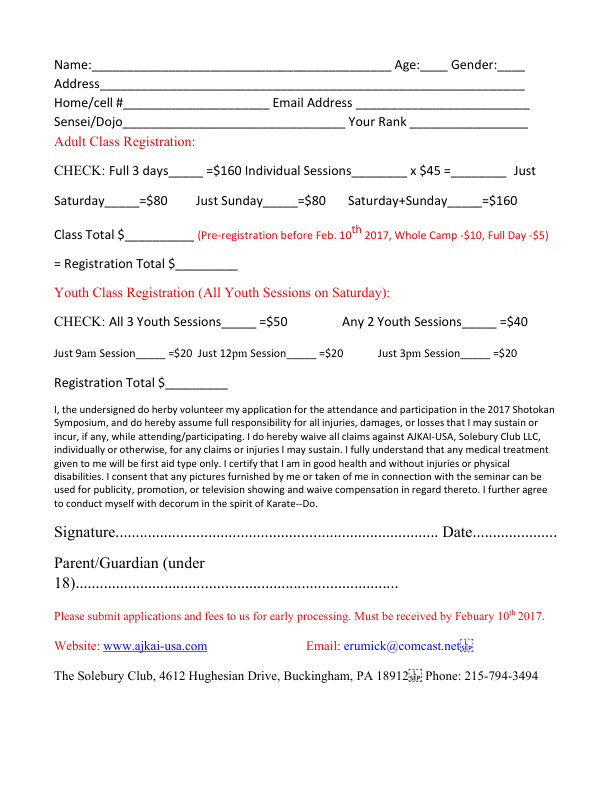 Name:___________________________________________ Age:____ Gender:____
Address_____________________________________________________________
Home/cell #_____________________ Email Address _________________________
Sensei/Dojo________________________________ Your Rank _________________
Adult Class Registration:
CHECK: Full 3 days_____ =$160 Individual Sessions________ x $45 =________ Just
Saturday_____=$80 Just Sunday_____=$80 Saturday+Sunday_____=$160
Class Total $__________ (Pre-registration before Feb. 10th 2017, Whole Camp -$10, Full Day -$5)
= Registration Total $_________
Youth Class Registration (All Youth Sessions on Saturday):
CHECK: All 3 Youth Sessions_____ =$50 Any 2 Youth Sessions_____ =$40
Just 9am Session_____ =$20 Just 12pm Session_____ =$20 Just 3pm Session_____ =$20
Registration Total $_________
I, the undersigned do herby volunteer my application for the attendance and participation in the 2017 Shotokan
Symposium, and do hereby assume full responsibility for all injuries, damages, or losses that I may sustain or
incur, if any, while attending/participating. I do hereby waive all claims against AJKAI-USA, Solebury Club LLC,
individually or otherwise, for any claims or injuries I may sustain. I fully understand that any medical treatment
given to me will be first aid type only. I certify that I am in good health and without injuries or physical
disabilities. I consent that any pictures furnished by me or taken of me in connection with the seminar can be
used for publicity, promotion, or television showing and waive compensation in regard thereto. I further agree
to conduct myself with decorum in the spirit of Karate--Do.
Signature............................................................................... Date.....................
Parent/Guardian (under
18)...............................................................................
Please submit applications and fees to us for early processing. Must be received by Febuary 10th 2017.
Website: www.ajkai-usa.com Email: erumick@comcast.net
The Solebury Club, 4612 Hughesian Drive, Buckingham, PA 18912 Phone: 215-794-3494